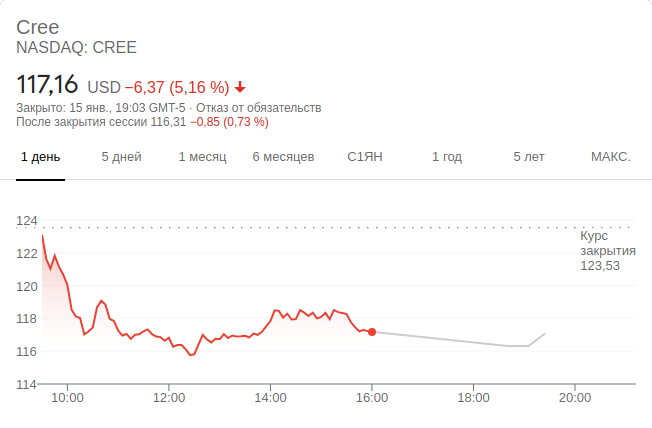 Cree
NASDAQ: CREE
117,16 USD −6,37 (5,16 %)
Закрыто: 15 янв., 19:03 GMT-5 · Отказ от обязательств
После закрытия сессии 116,31 −0,85 (0,73 %)
1 день 5 дней 1 месяц 6 месяцев С1ЯН 1 год 5 лет МАКС.
124
Курс
закрытия
123,53
122
120
118
116
114
10:00 12:00 14:00 16:00 18:00 20:00